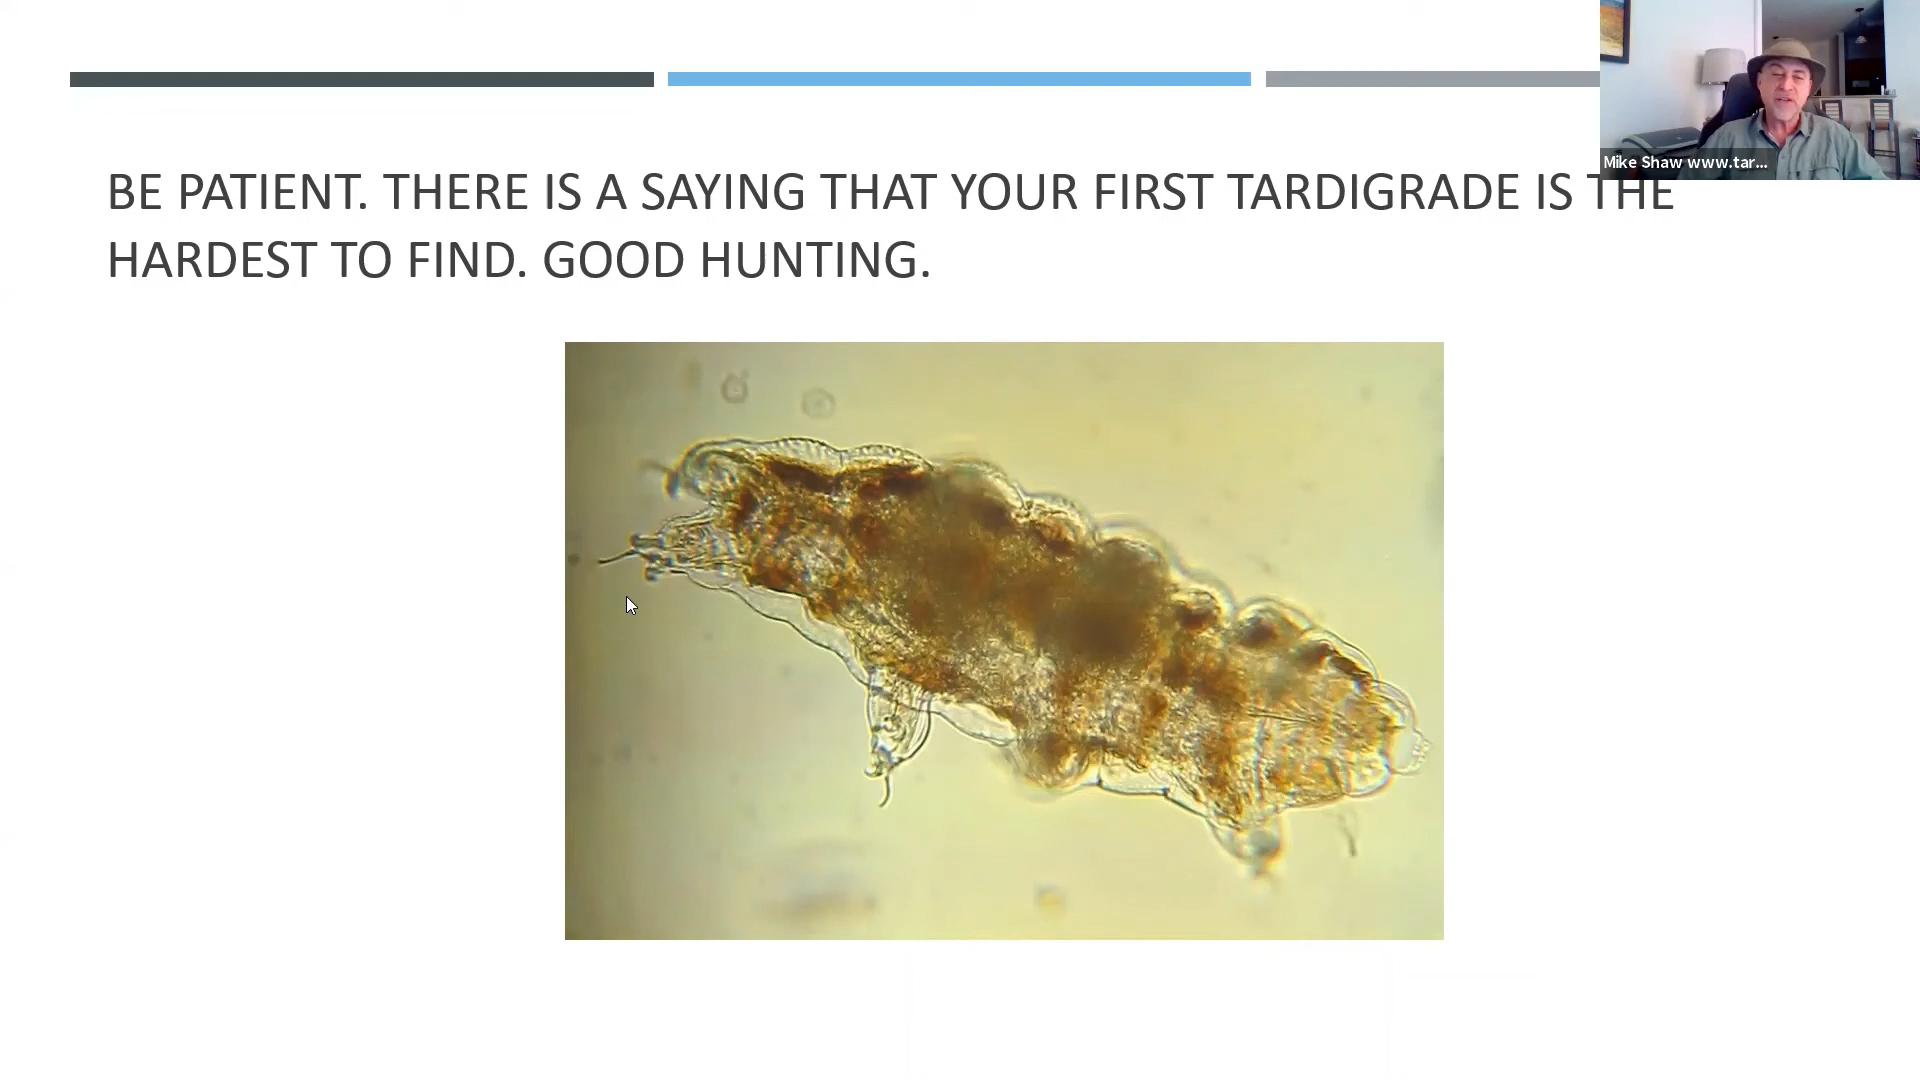 Mike Shaw www.tar...
BE PATIENT. THERE IS A SAYING THAT YOUR FIRST TARDIGRADE IS THE
HARDEST TO FIND. GOOD HUNTING.